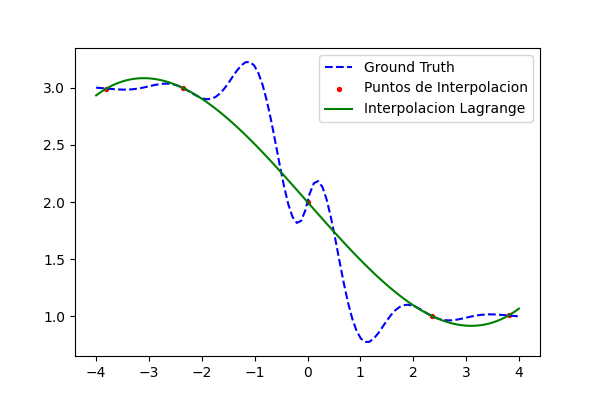 Ground Truth
Puntos de Interpolacion
Interpolacion Lagrange
3.0
2.5
2.0
1.5
1.0
−4 −3 −2 −1 0 1 2 3 4